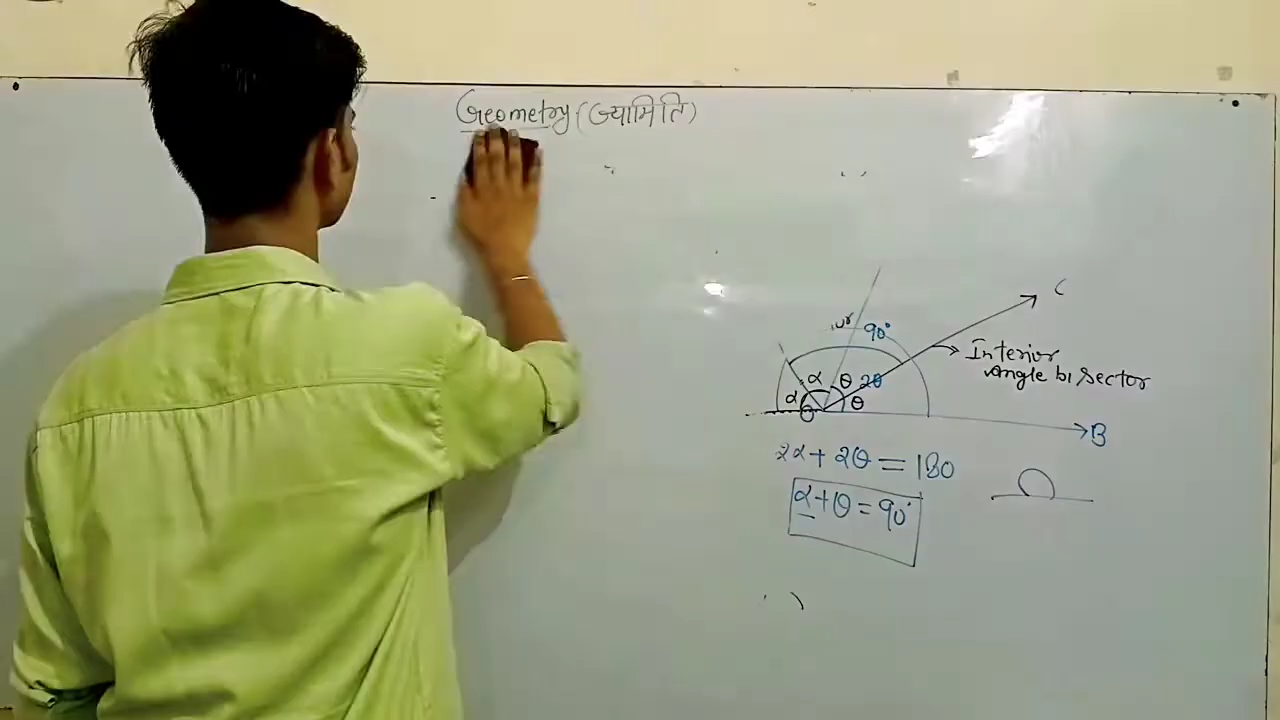 Geometry (ज्यामिति)
C
90°
Interior
Angle bisector
α θ 2θ
α θ
B
2α + 2θ = 180
α + θ = 90°